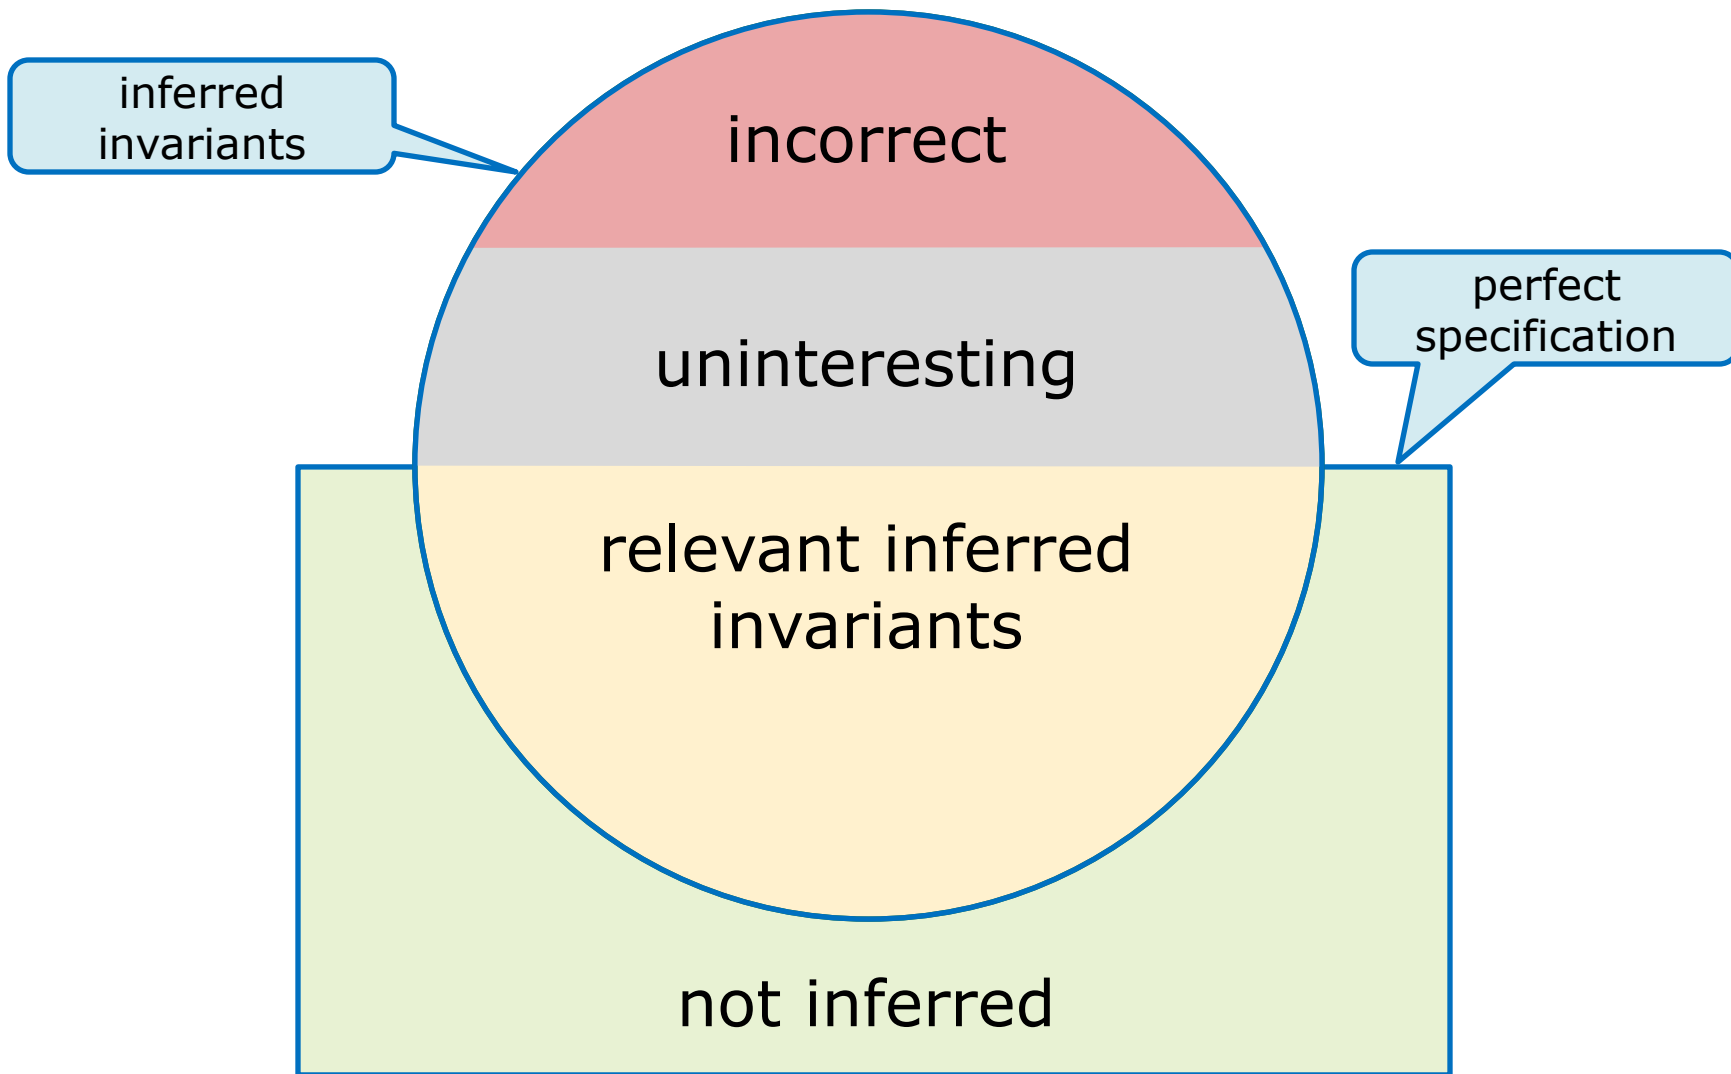 inferred
invariants
incorrect
perfect
specification
uninteresting
relevant inferred
invariants
not inferred